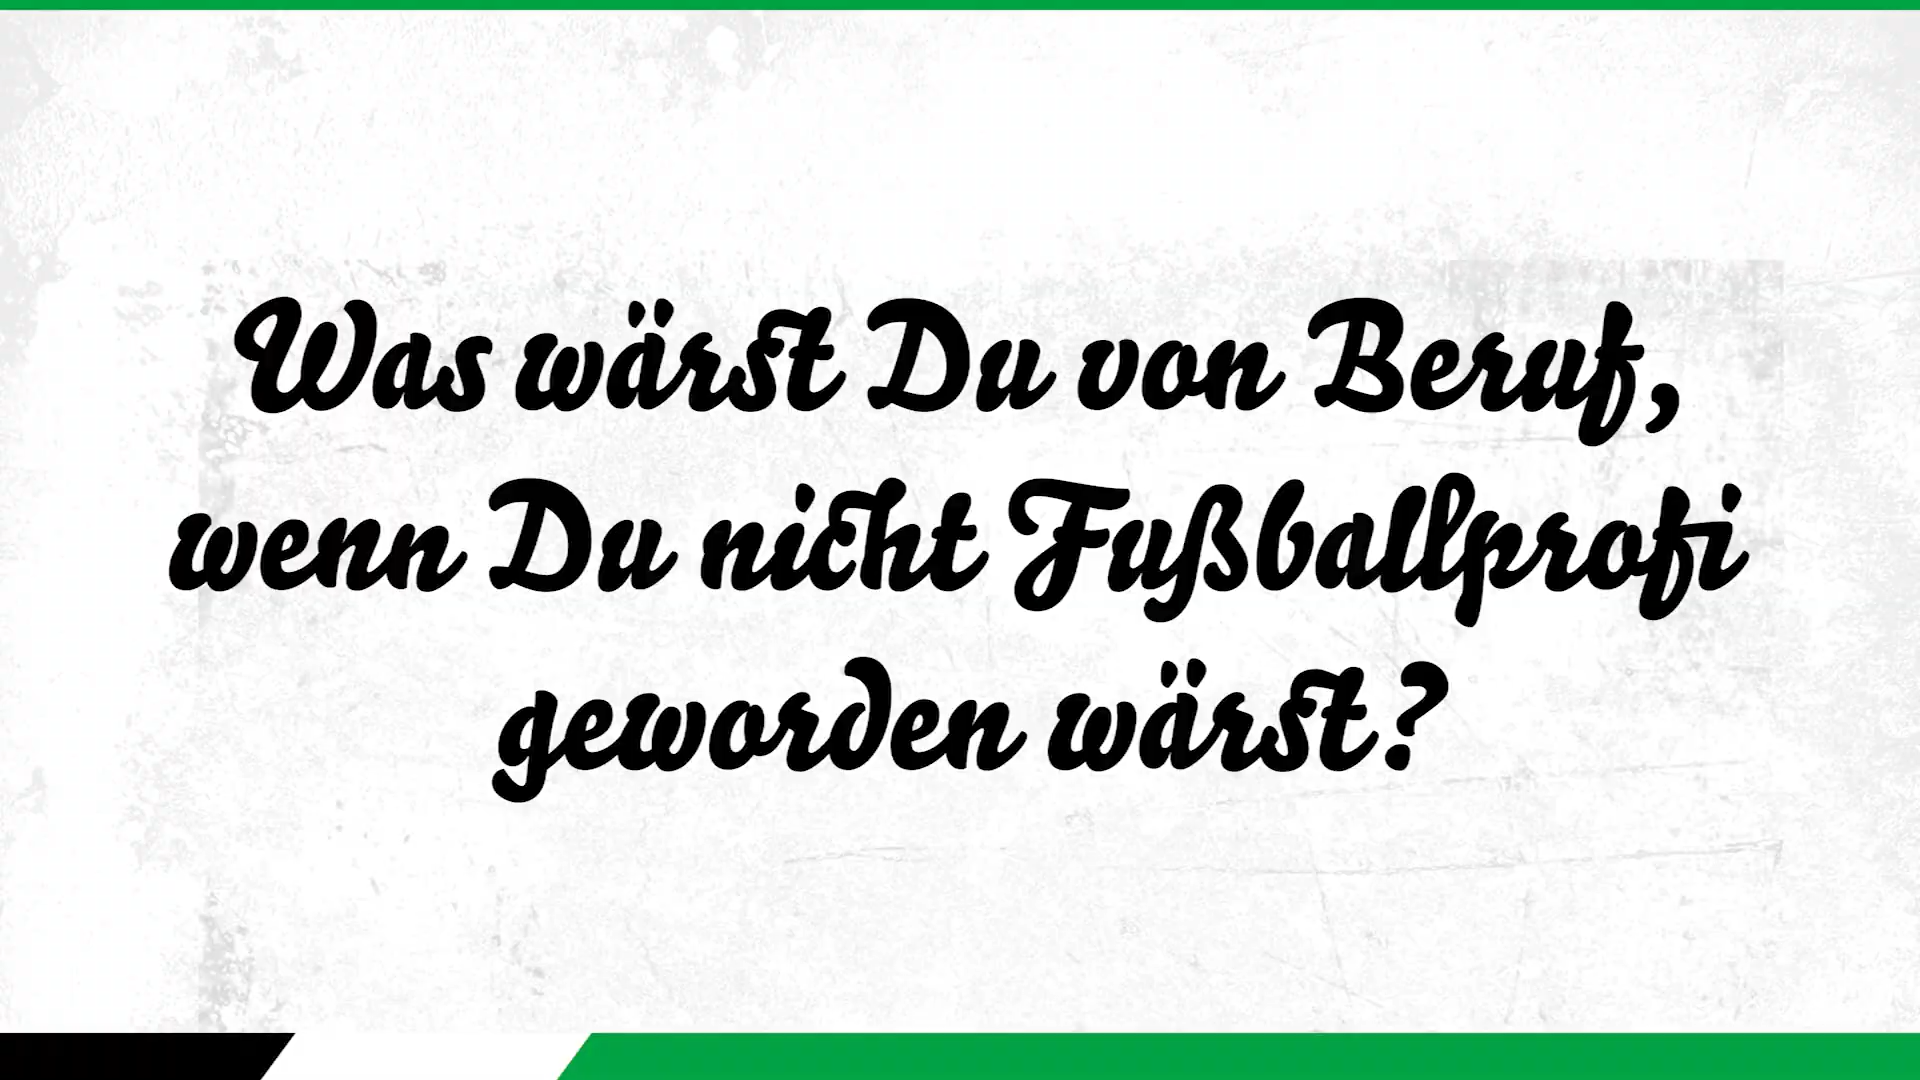 Was wärst Du von Beruf,
wenn Du nicht Fußballprofi
geworden wärst?